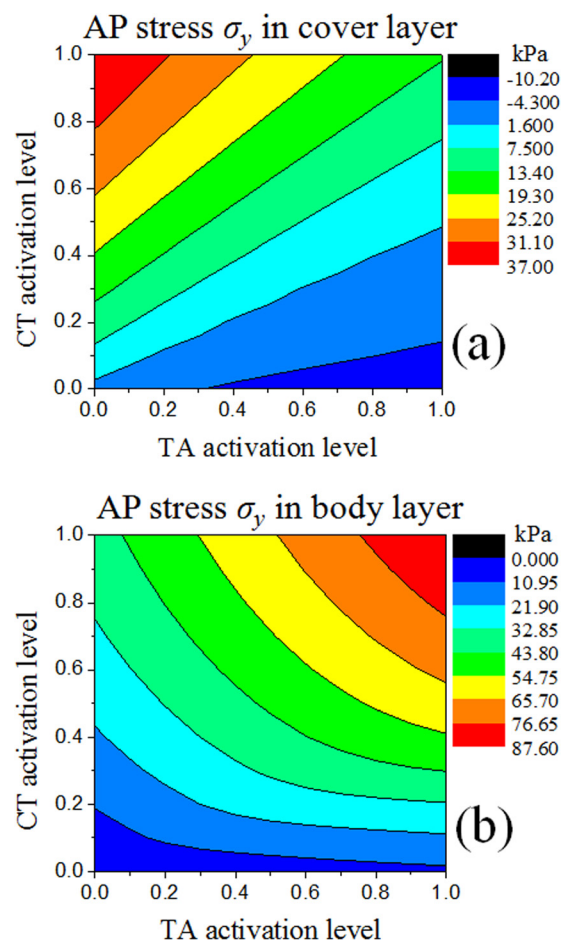 AP stress σy in cover layer
kPa
-10.20
-4.300
1.600
7.500
13.40
19.30
25.20
31.10
37.00
CT activation level
1.0
0.8
0.6
0.4
0.2
0.0
(a)
0.0 0.2 0.4 0.6 0.8 1.0
TA activation level
AP stress σy in body layer
kPa
0.000
10.95
21.90
32.85
43.80
54.75
65.70
76.65
87.60
CT activation level
1.0
0.8
0.6
0.4
0.2
0.0
(b)
0.0 0.2 0.4 0.6 0.8 1.0
TA activation level